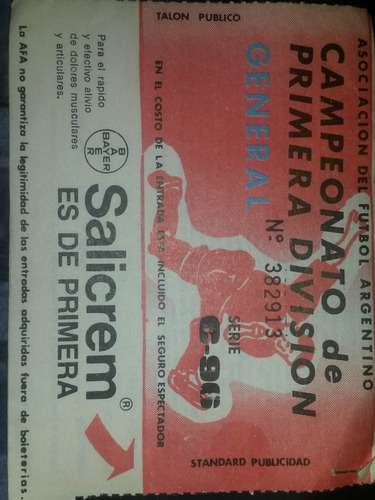 TALON PUBLICO
ASOCIACION DEL FUTBOL ARGENTINO
CAMPEONATO de
PRIMERA DIVISION
GENERAL
Nº 382913
SERIE
C-96
EN EL COSTO DE LA ENTRADA ESTA INCLUIDO EL SEGURO ESPECTADOR
STANDARD PUBLICIDAD
Para el rápido
y efectivo alivio
de dolores musculares
y articulares.
BAYER
BAYER
Salicrem®
ES DE PRIMERA
La AFA no garantiza la legitimidad de las entradas adquiridas fuera de boleterías.